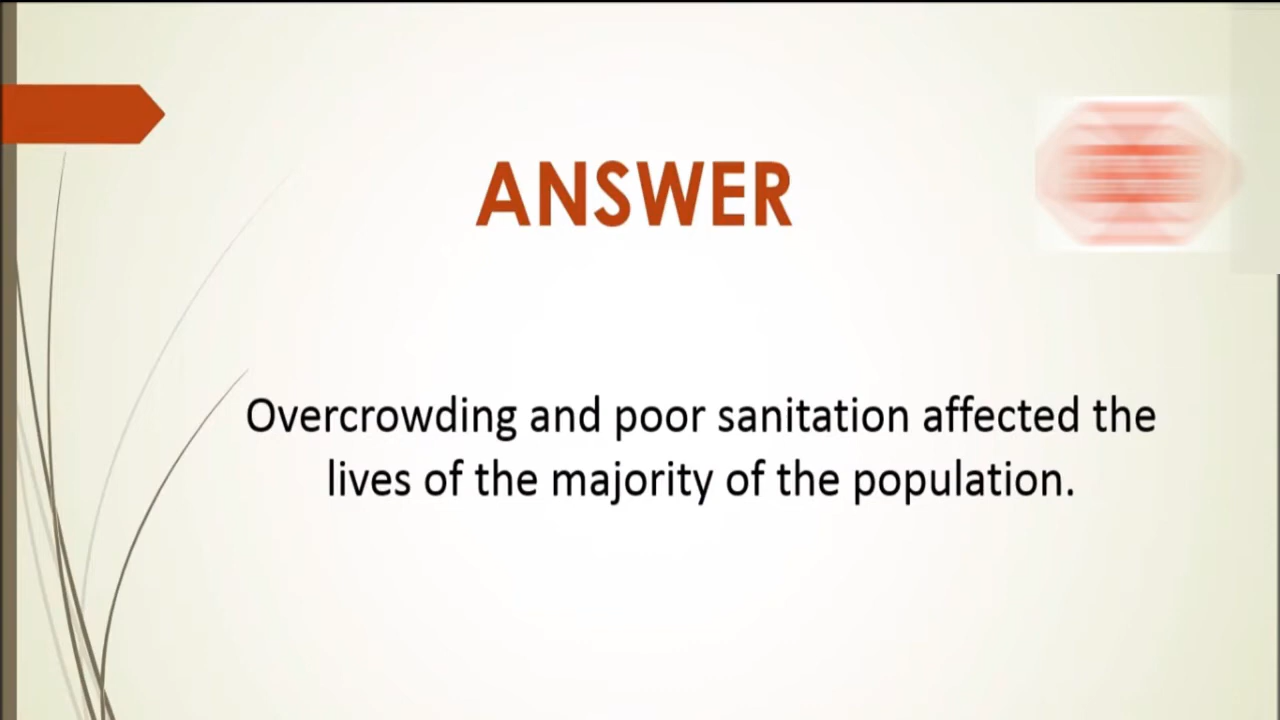 ANSWER
Overcrowding and poor sanitation affected the
lives of the majority of the population.